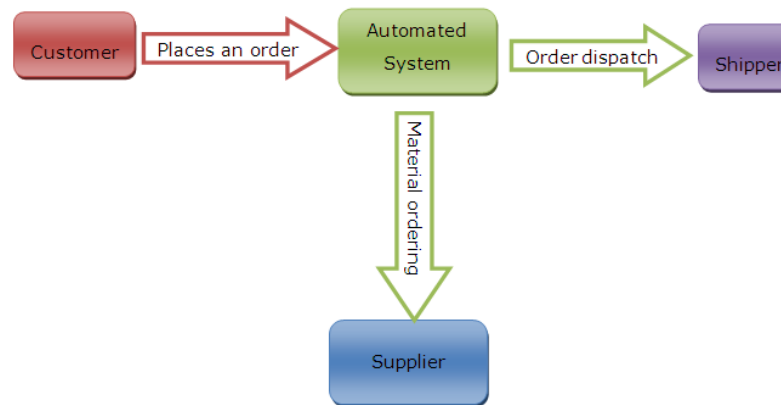 Customer
Places an order
Automated
System
Order dispatch
Shipper
Material ordering
Supplier